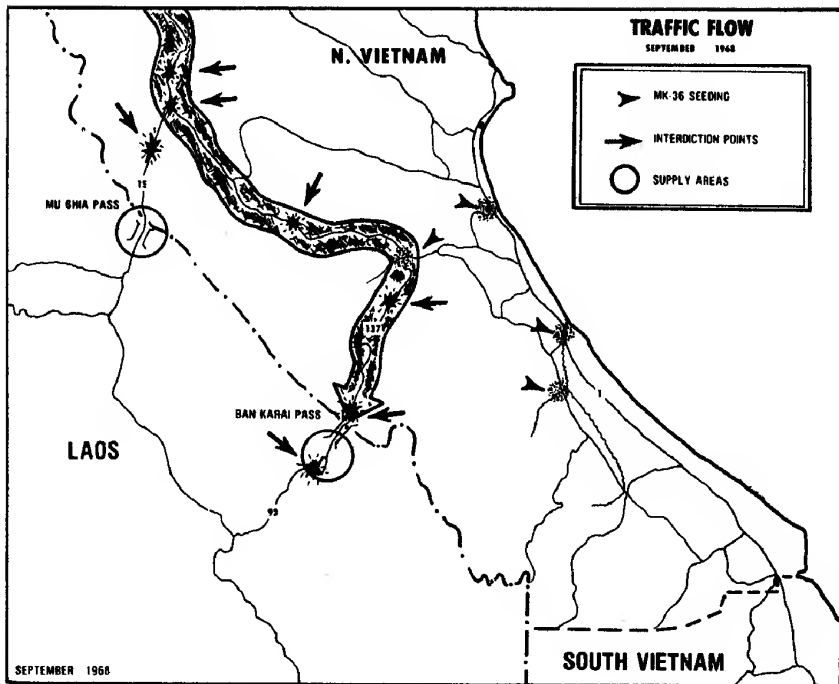 TRAFFIC FLOW
SEPTEMBER 1968
N. VIETNAM
MK-36 SEEDING
INTERDICTION POINTS
SUPPLY AREAS
15
MU GHIA PASS
137
1
BAN KARAI PASS
LAOS
93
SOUTH VIETNAM
SEPTEMBER 1968